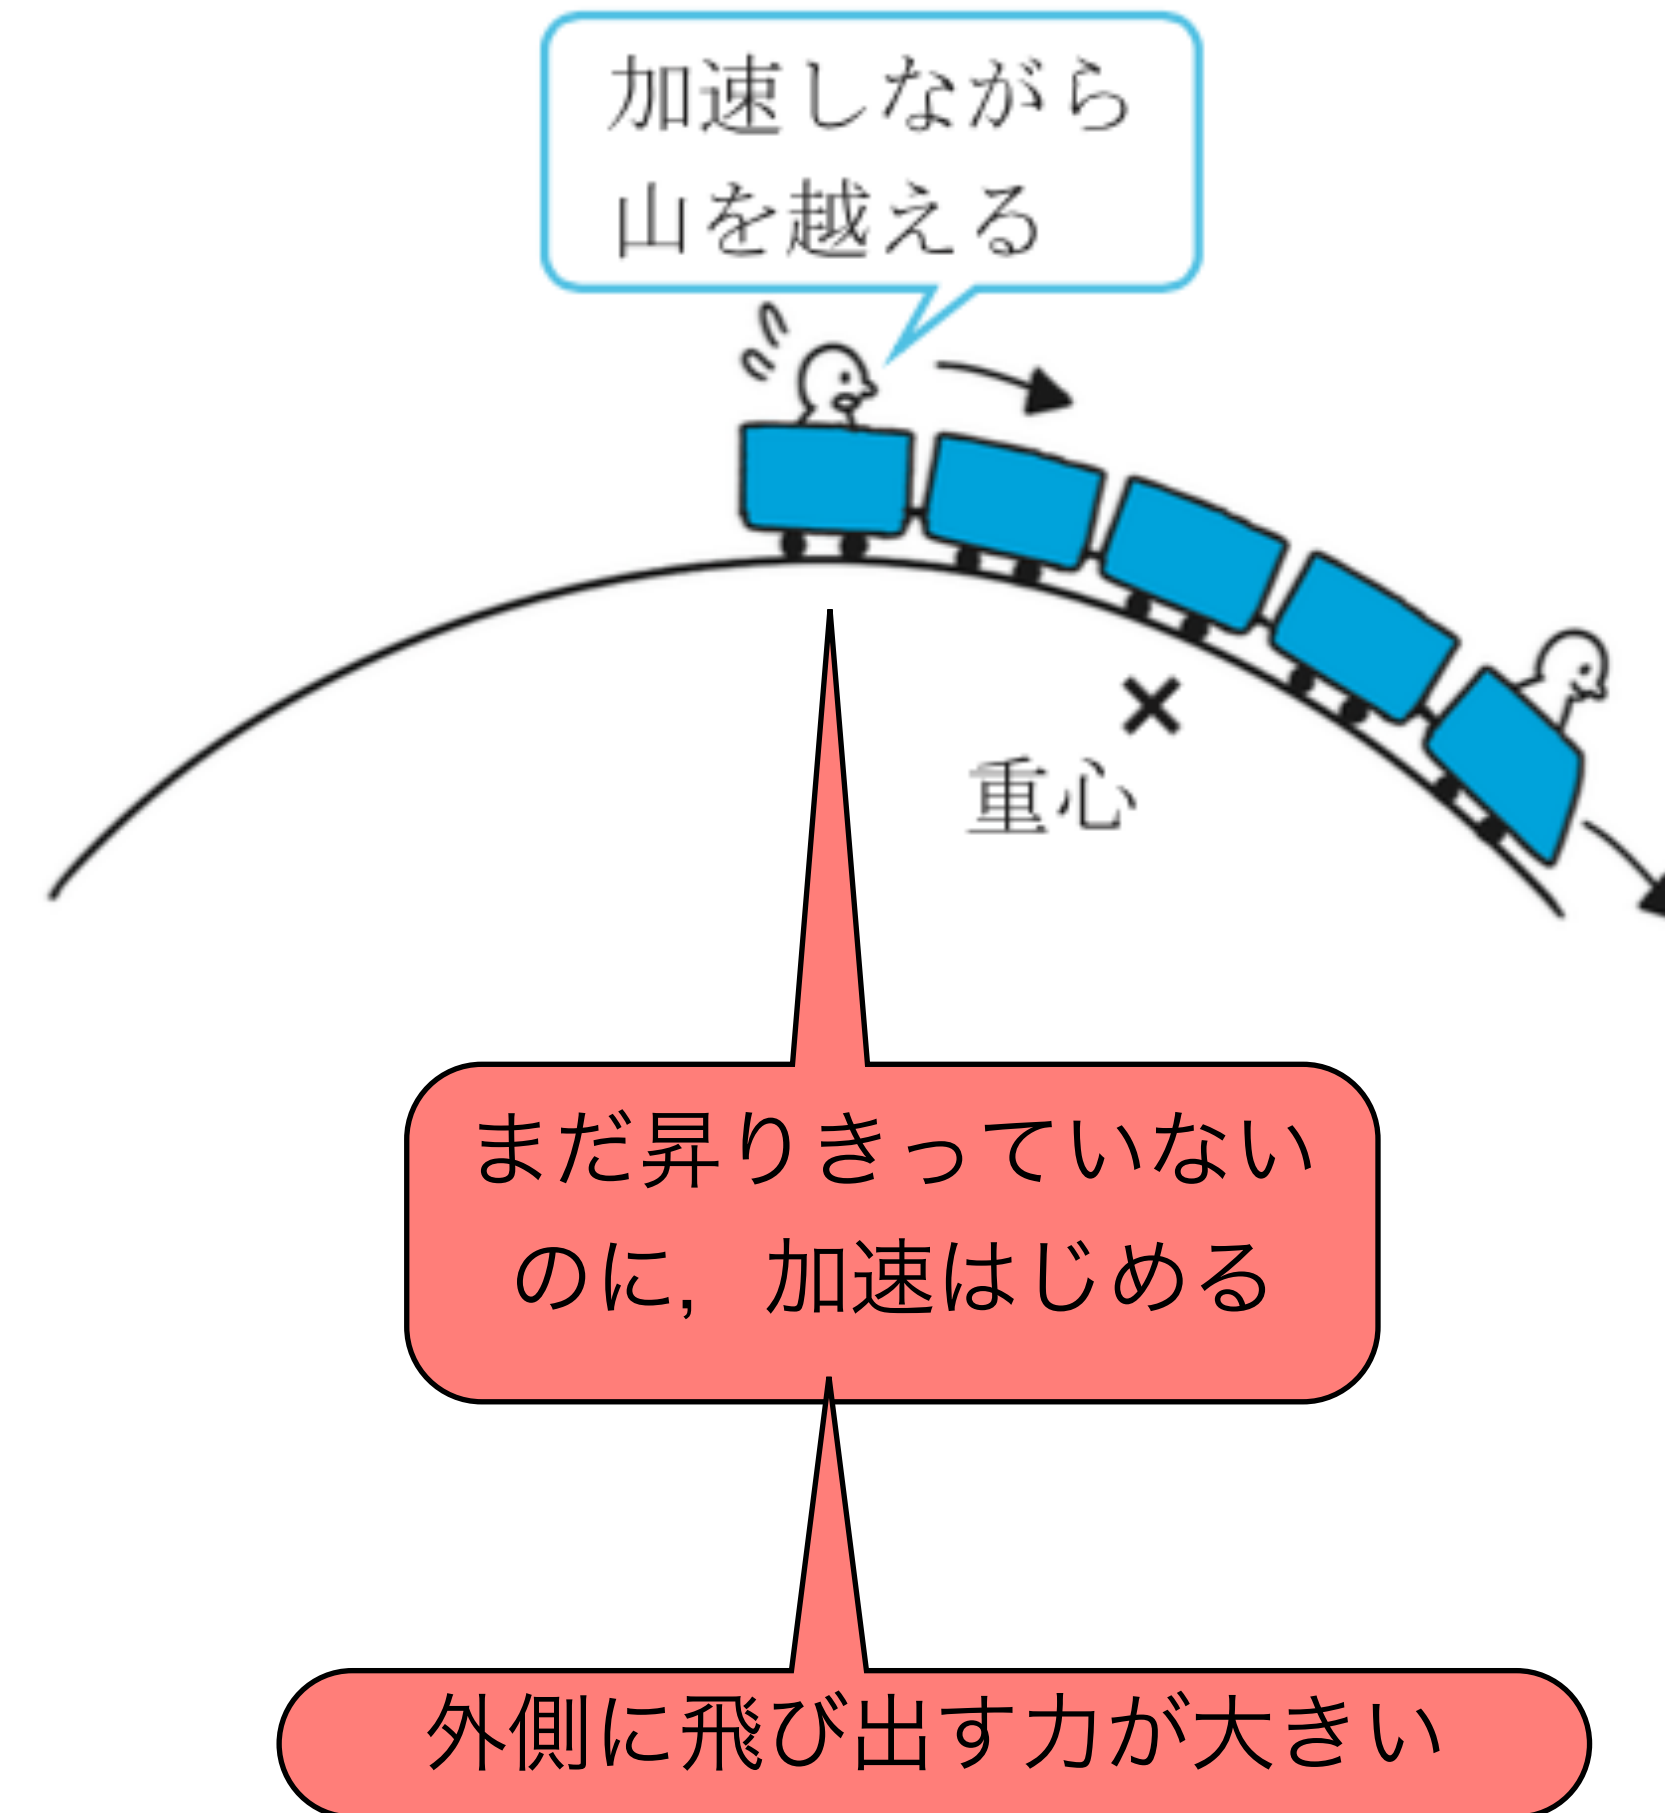 加速しながら
山を越える
重心
まだ昇りきっていない
のに，加速はじめる
外側に飛び出す力が大きい